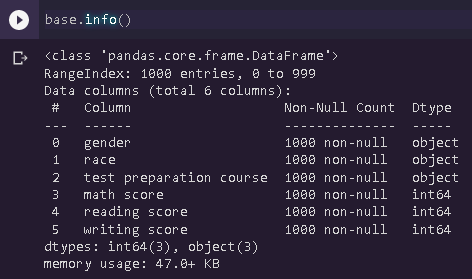 base.info()
<class 'pandas.core.frame.DataFrame'>
RangeIndex: 1000 entries, 0 to 999
Data columns (total 6 columns):
 #   Column                   Non-Null Count  Dtype
---  ------                   --------------  -----
 0   gender                   1000 non-null   object
 1   race                     1000 non-null   object
 2   test preparation course  1000 non-null   object
 3   math score               1000 non-null   int64
 4   reading score            1000 non-null   int64
 5   writing score            1000 non-null   int64
dtypes: int64(3), object(3)
memory usage: 47.0+ KB